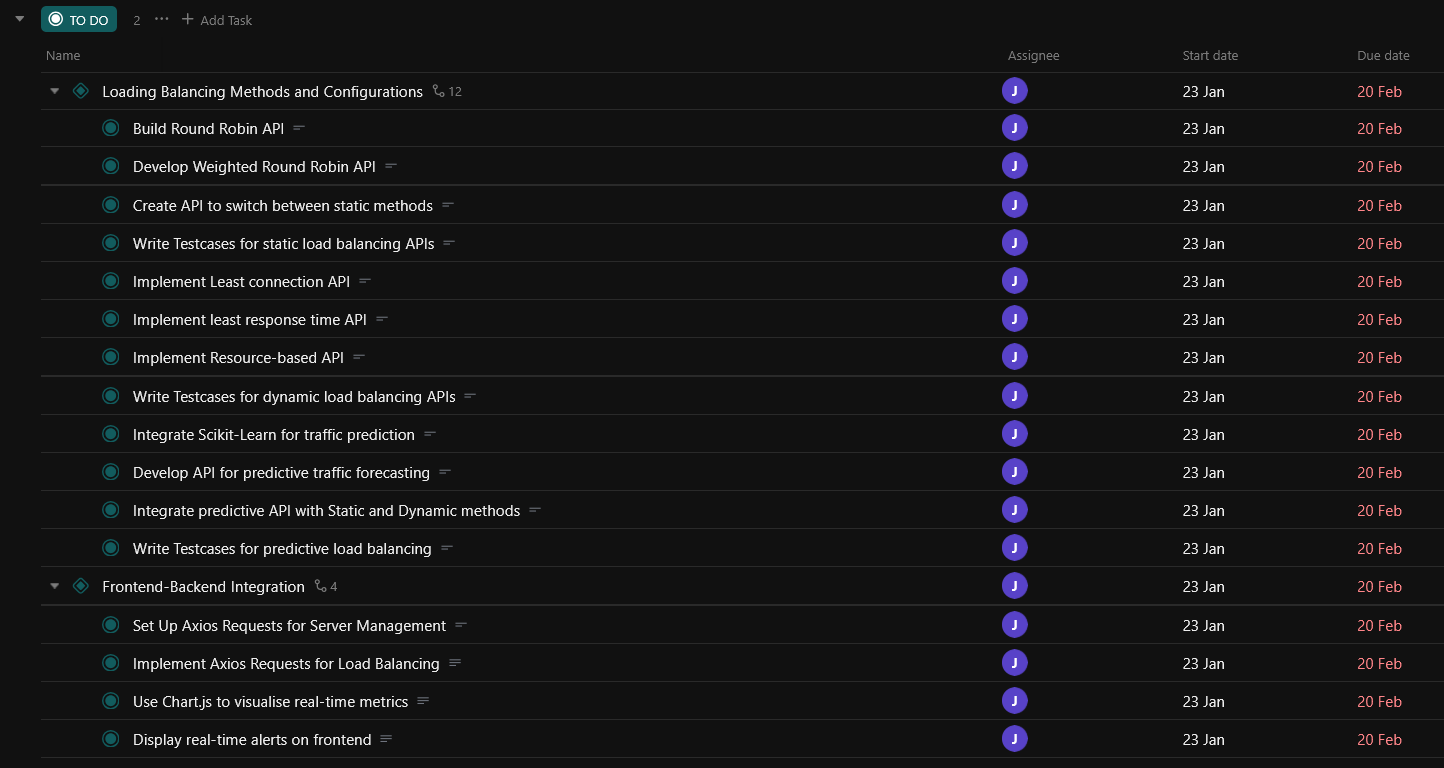 TO DO 2 ... + Add Task
Name Assignee Start date Due date
Loading Balancing Methods and Configurations 12 J 23 Jan 20 Feb
Build Round Robin API J 23 Jan 20 Feb
Develop Weighted Round Robin API J 23 Jan 20 Feb
Create API to switch between static methods J 23 Jan 20 Feb
Write Testcases for static load balancing APIs J 23 Jan 20 Feb
Implement Least connection API J 23 Jan 20 Feb
Implement least response time API J 23 Jan 20 Feb
Implement Resource-based API J 23 Jan 20 Feb
Write Testcases for dynamic load balancing APIs J 23 Jan 20 Feb
Integrate Scikit-Learn for traffic prediction J 23 Jan 20 Feb
Develop API for predictive traffic forecasting J 23 Jan 20 Feb
Integrate predictive API with Static and Dynamic methods J 23 Jan 20 Feb
Write Testcases for predictive load balancing J 23 Jan 20 Feb
Frontend-Backend Integration 4 J 23 Jan 20 Feb
Set Up Axios Requests for Server Management J 23 Jan 20 Feb
Implement Axios Requests for Load Balancing J 23 Jan 20 Feb
Use Chart.js to visualise real-time metrics J 23 Jan 20 Feb
Display real-time alerts on frontend J 23 Jan 20 Feb